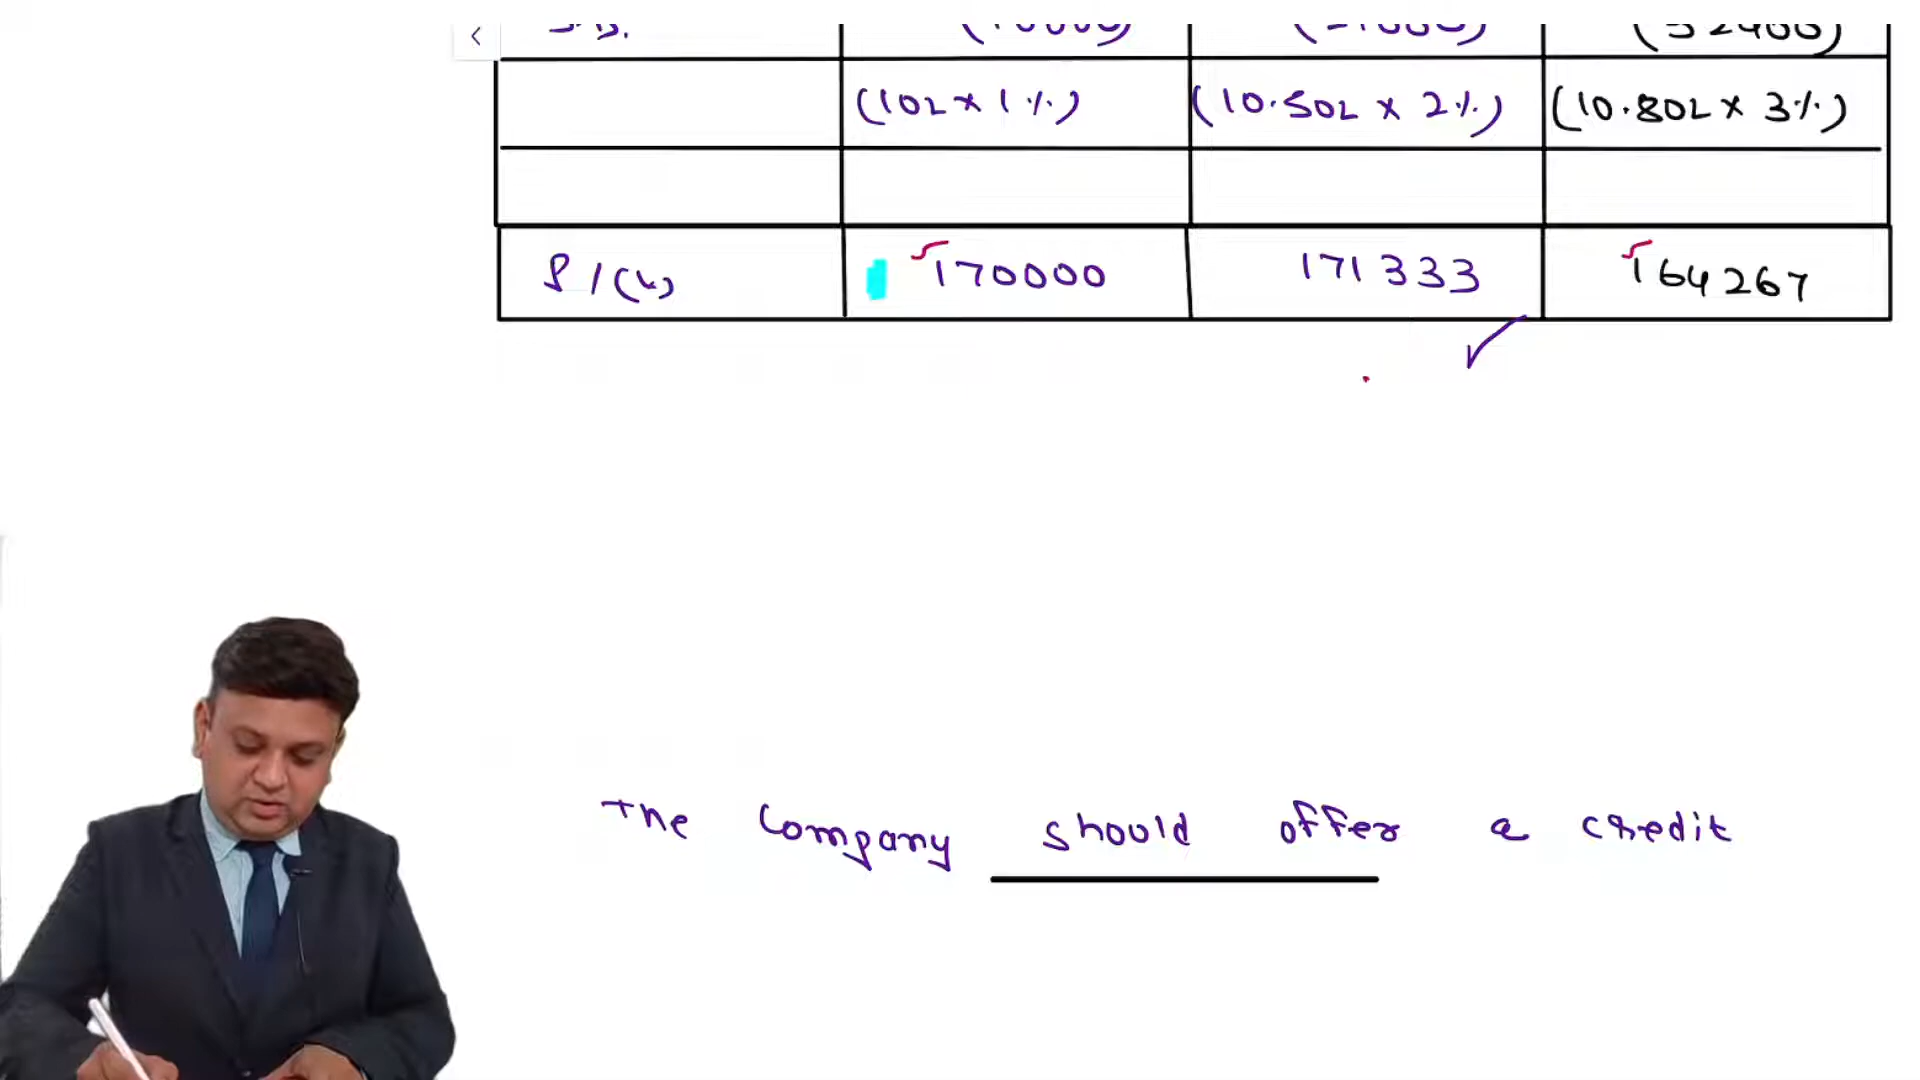 (10L x 1%) (10.50L x 2%) (10.80L x 3%)
P/(L) 170000 171333 164267
The Company should offer a credit